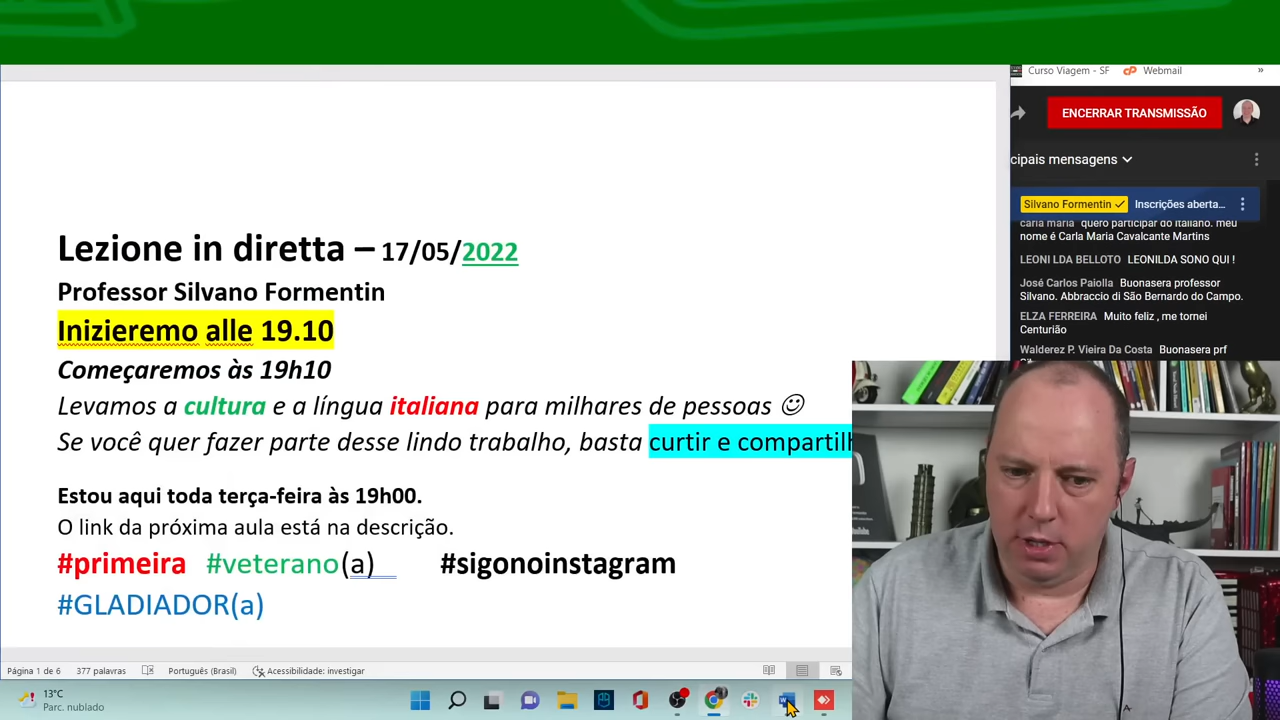 Curso Viagem - SF
Webmail
»
ENCERRAR TRANSMISSÃO
cipais mensagens
Silvano Formentin Inscrições aberta...
carla maria quero participar do italiano. meu
nome é Carla Maria Cavalcante Martins
LEONI LDA BELLOTO LEONILDA SONO QUI !
José Carlos Paiolla Buonasera professor
Silvano. Abbraccio di São Bernardo do Campo.
ELZA FERREIRA Muito feliz , me tornei
Centurião
Walderez P. Vieira Da Costa Buonasera prf
Lezione in diretta – 17/05/2022
Professor Silvano Formentin
Inizieremo alle 19.10
Começaremos às 19h10
Levamos a cultura e a língua italiana para milhares de pessoas ☺
Se você quer fazer parte desse lindo trabalho, basta curtir e compartilh
Estou aqui toda terça-feira às 19h00.
O link da próxima aula está na descrição.
#primeira #veterano(a) #sigonoinstagram
#GLADIADOR(a)
Página 1 de 6 377 palavras Português (Brasil) Acessibilidade: investigar
13°C
Parc. nublado